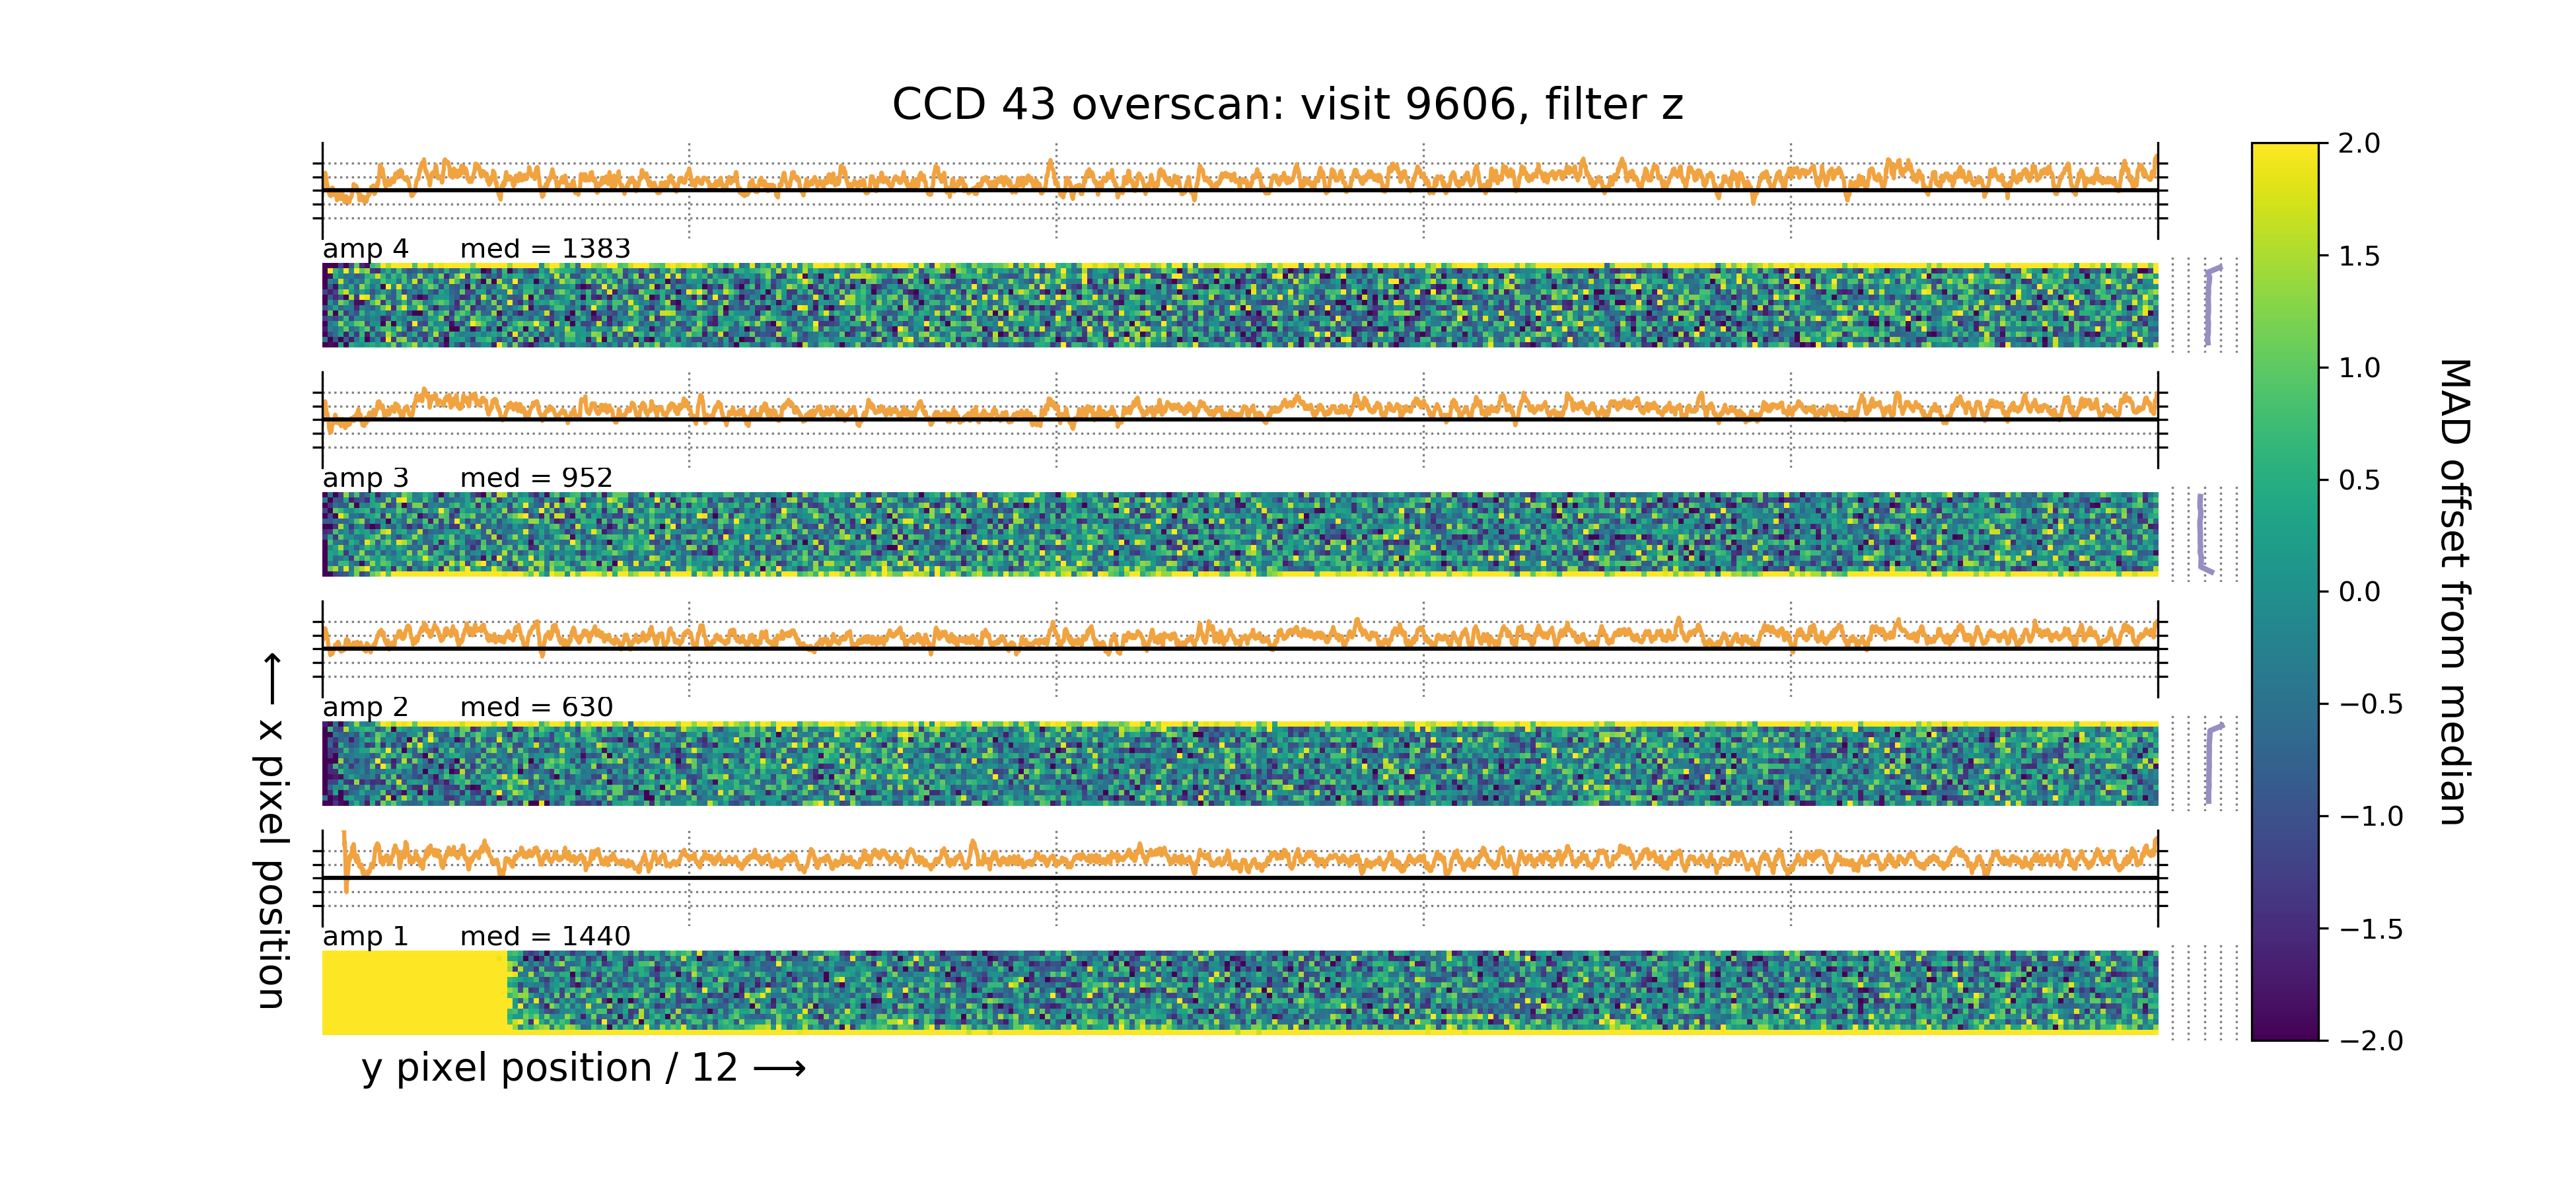 CCD 43 overscan: visit 9606, filter z
amp 4 med = 1383
amp 3 med = 952
amp 2 med = 630
amp 1 med = 1440
⟵ x pixel position ⟶
y pixel position / 12 ⟶
2.0
1.5
1.0
0.5
0.0
−0.5
−1.0
−1.5
−2.0
MAD offset from median